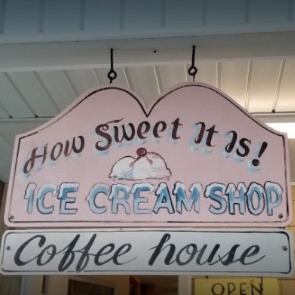 How Sweet It Is!
ICE CREAM SHOP
Coffee house
OPEN